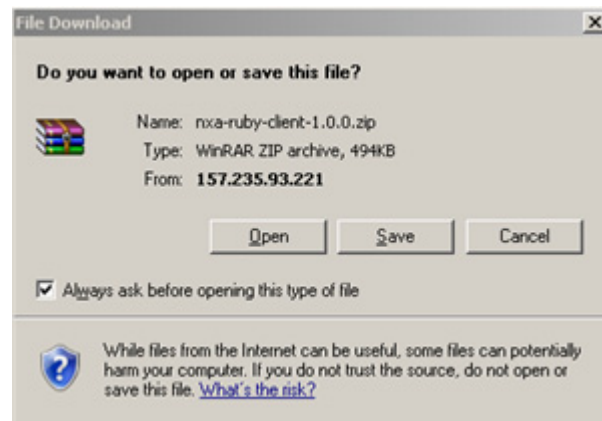 File Download
Do you want to open or save this file?
Name: nxa-ruby-client-1.0.0.zip
Type: WinRAR ZIP archive, 494KB
From: 157.235.93.221
Open Save Cancel
Always ask before opening this type of file
While files from the Internet can be useful, some files can potentially
harm your computer. If you do not trust the source, do not open or
save this file. What's the risk?